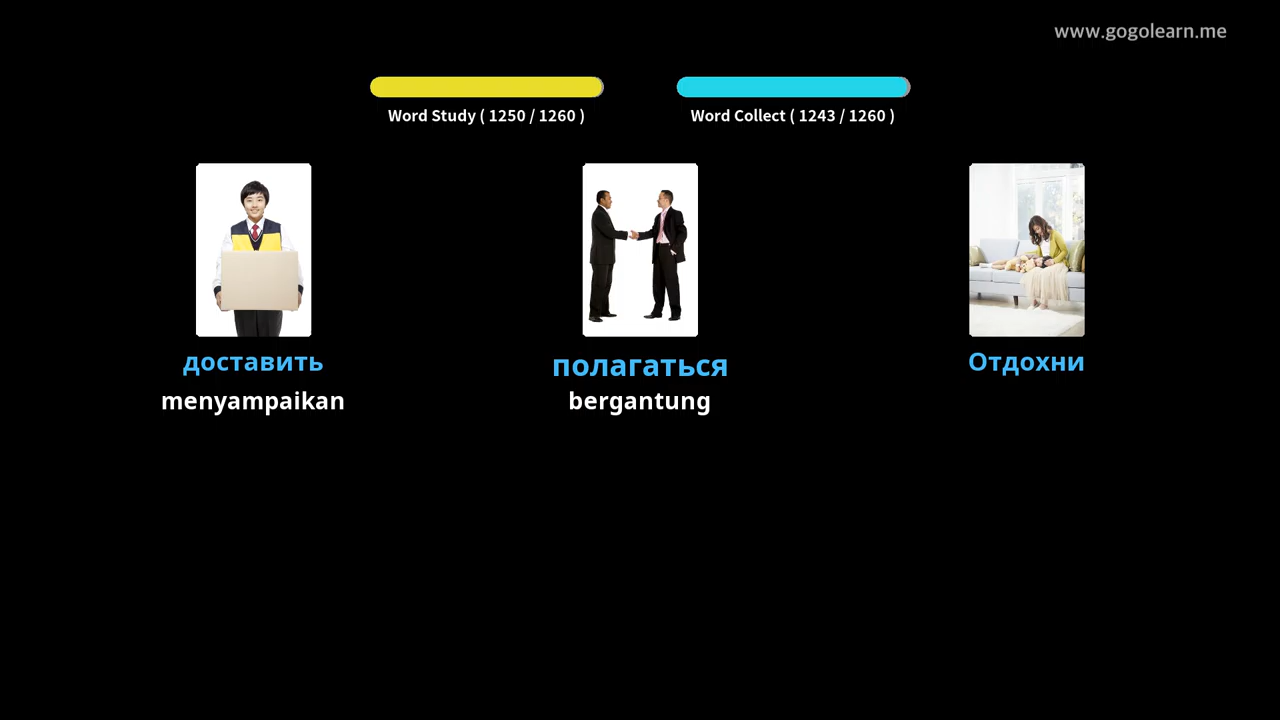 www.gogolearn.me
Word Study ( 1250 / 1260 )
Word Collect ( 1243 / 1260 )
доставить
полагаться
Отдохни
menyampaikan
bergantung